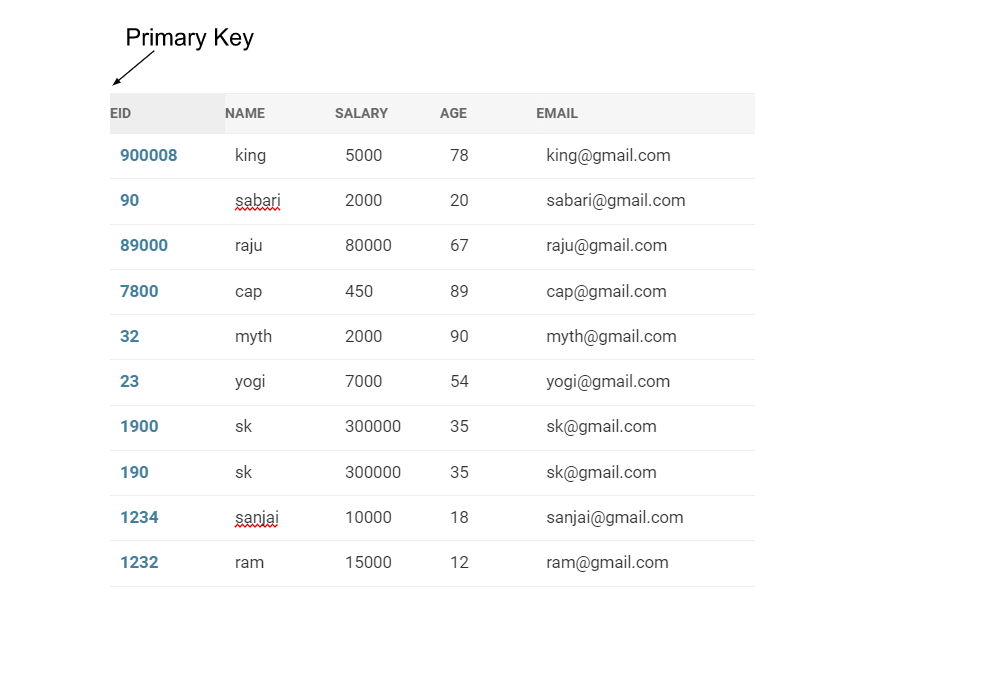 Primary Key
EID NAME SALARY AGE EMAIL
900008 king 5000 78 king@gmail.com
90 sabari 2000 20 sabari@gmail.com
89000 raju 80000 67 raju@gmail.com
7800 cap 450 89 cap@gmail.com
32 myth 2000 90 myth@gmail.com
23 yogi 7000 54 yogi@gmail.com
1900 sk 300000 35 sk@gmail.com
190 sk 300000 35 sk@gmail.com
1234 sanjai 10000 18 sanjai@gmail.com
1232 ram 15000 12 ram@gmail.com